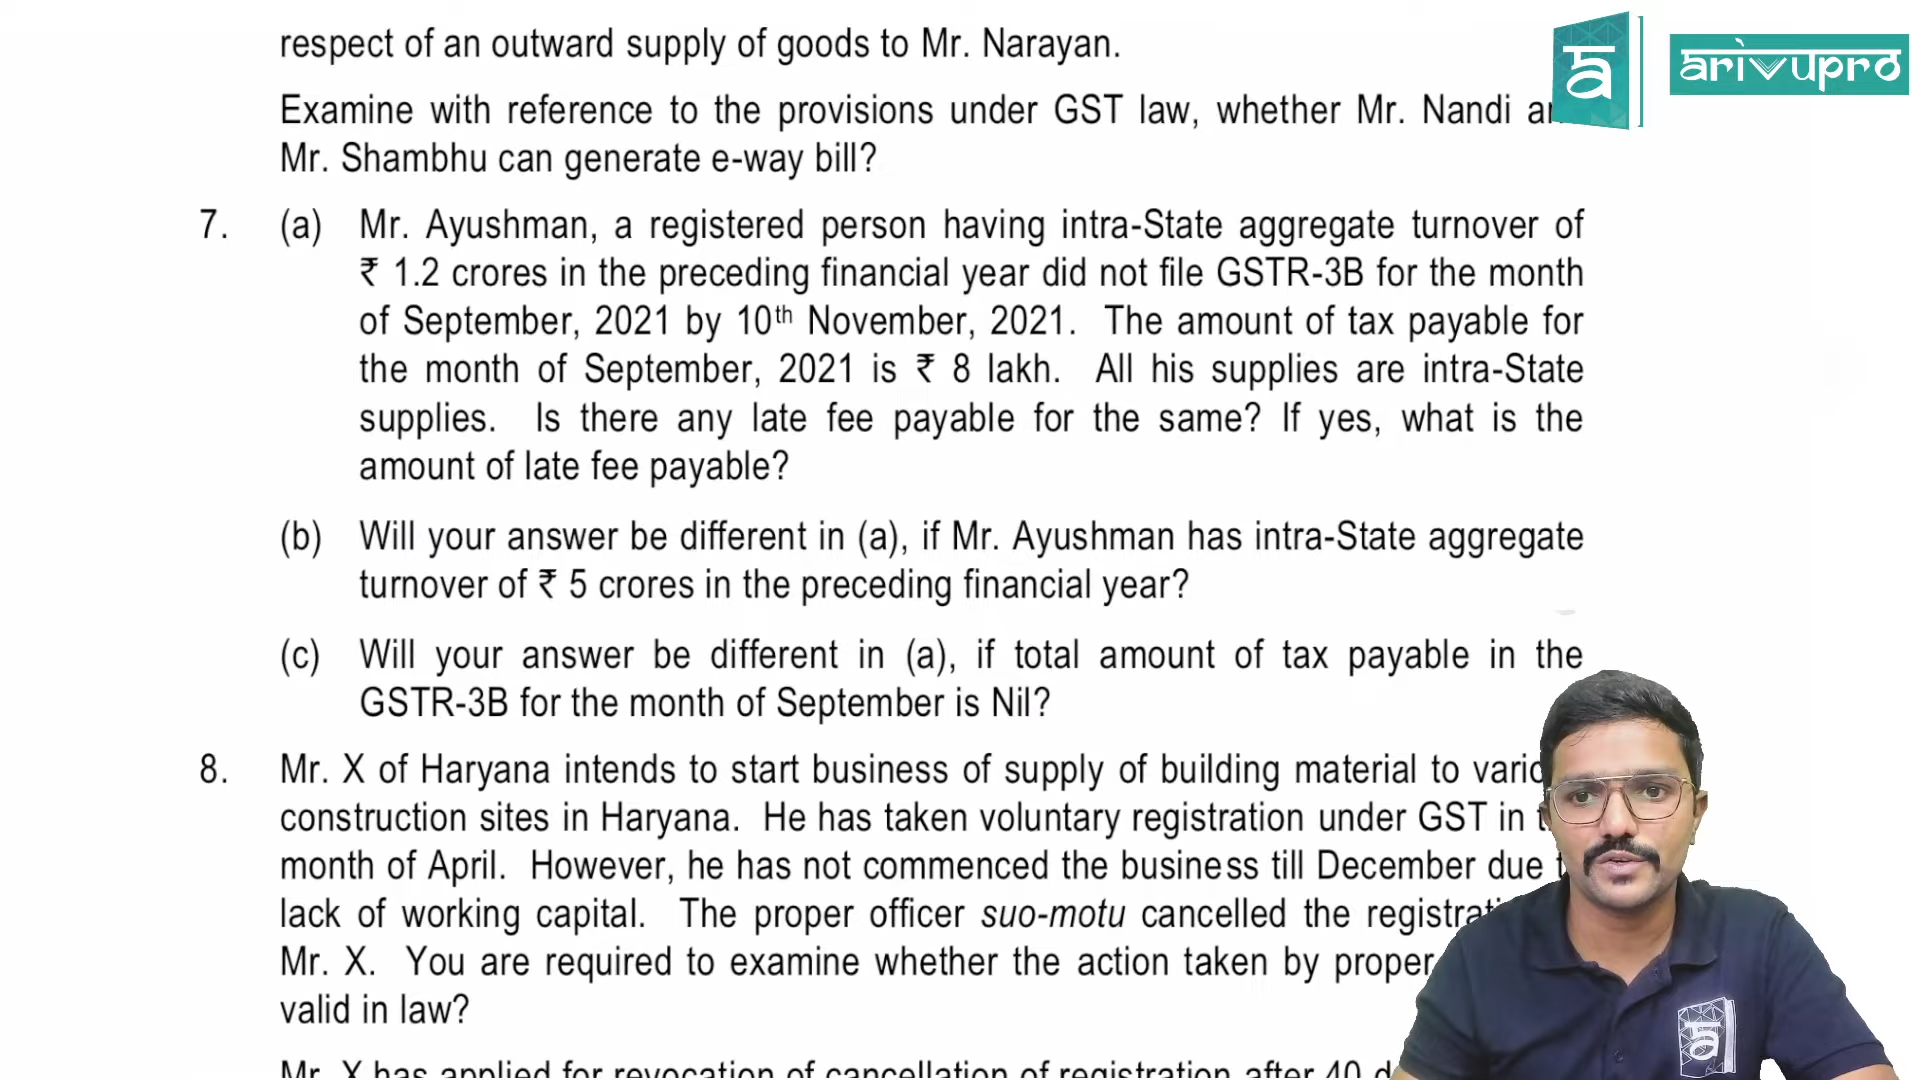 respect of an outward supply of goods to Mr. Narayan.
arivupro
Examine with reference to the provisions under GST law, whether Mr. Nandi
Mr. Shambhu can generate e-way bill?
7. (a) Mr. Ayushman, a registered person having intra-State aggregate turnover of
₹ 1.2 crores in the preceding financial year did not file GSTR-3B for the month
of September, 2021 by 10th November, 2021. The amount of tax payable for
the month of September, 2021 is ₹ 8 lakh. All his supplies are intra-State
supplies. Is there any late fee payable for the same? If yes, what is the
amount of late fee payable?
(b) Will your answer be different in (a), if Mr. Ayushman has intra-State aggregate
turnover of ₹ 5 crores in the preceding financial year?
(c) Will your answer be different in (a), if total amount of tax payable in the
GSTR-3B for the month of September is Nil?
8. Mr. X of Haryana intends to start business of supply of building material to
construction sites in Haryana. He has taken voluntary registration under GST in
month of April. However, he has not commenced the business till December due
lack of working capital. The proper officer suo-motu cancelled the
Mr. X. You are required to examine whether the action taken by proper
valid in law?
Mr. X has applied for revocation of cancellation of registration after 40